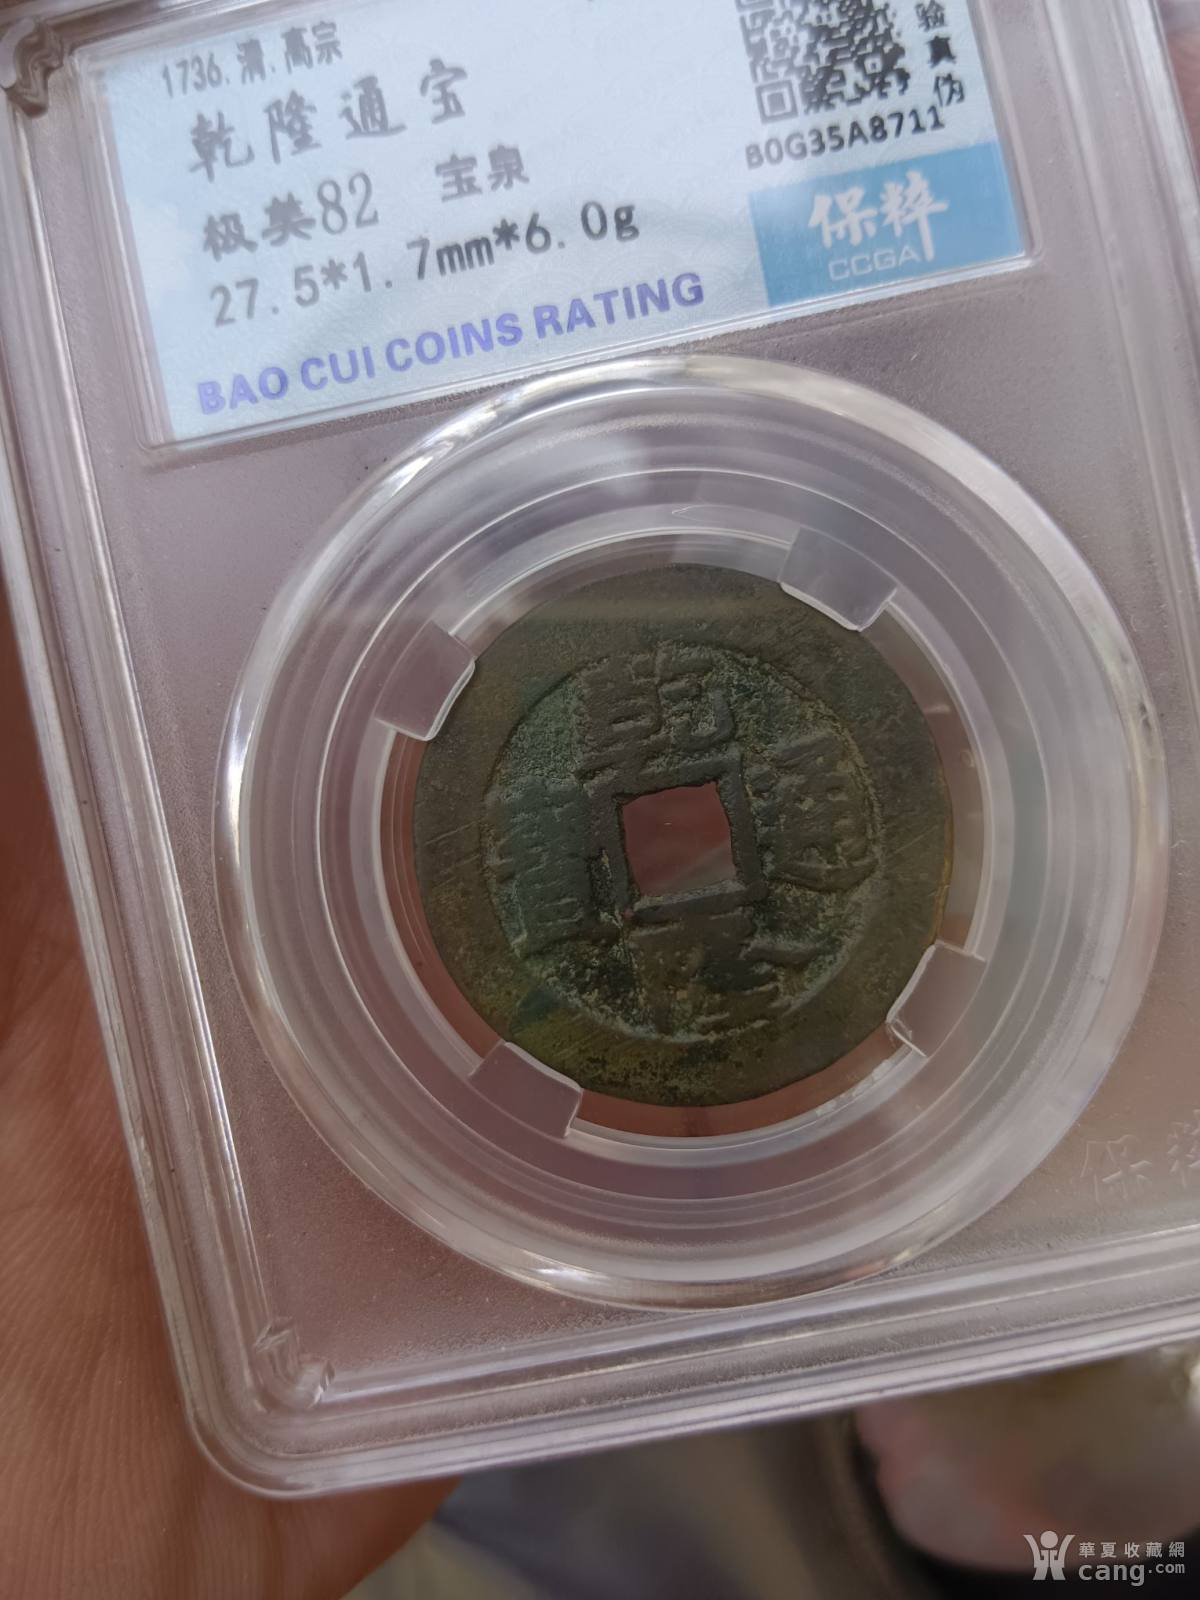 1736.清.高宗
乾隆通宝
极美82 宝泉
27.5*1.7mm*6.0g
BAO CUI COINS RATING
验真伪
B0G35A8711
保粹
CCGA
乾隆通寶
保粹
華夏收藏網
cang.com